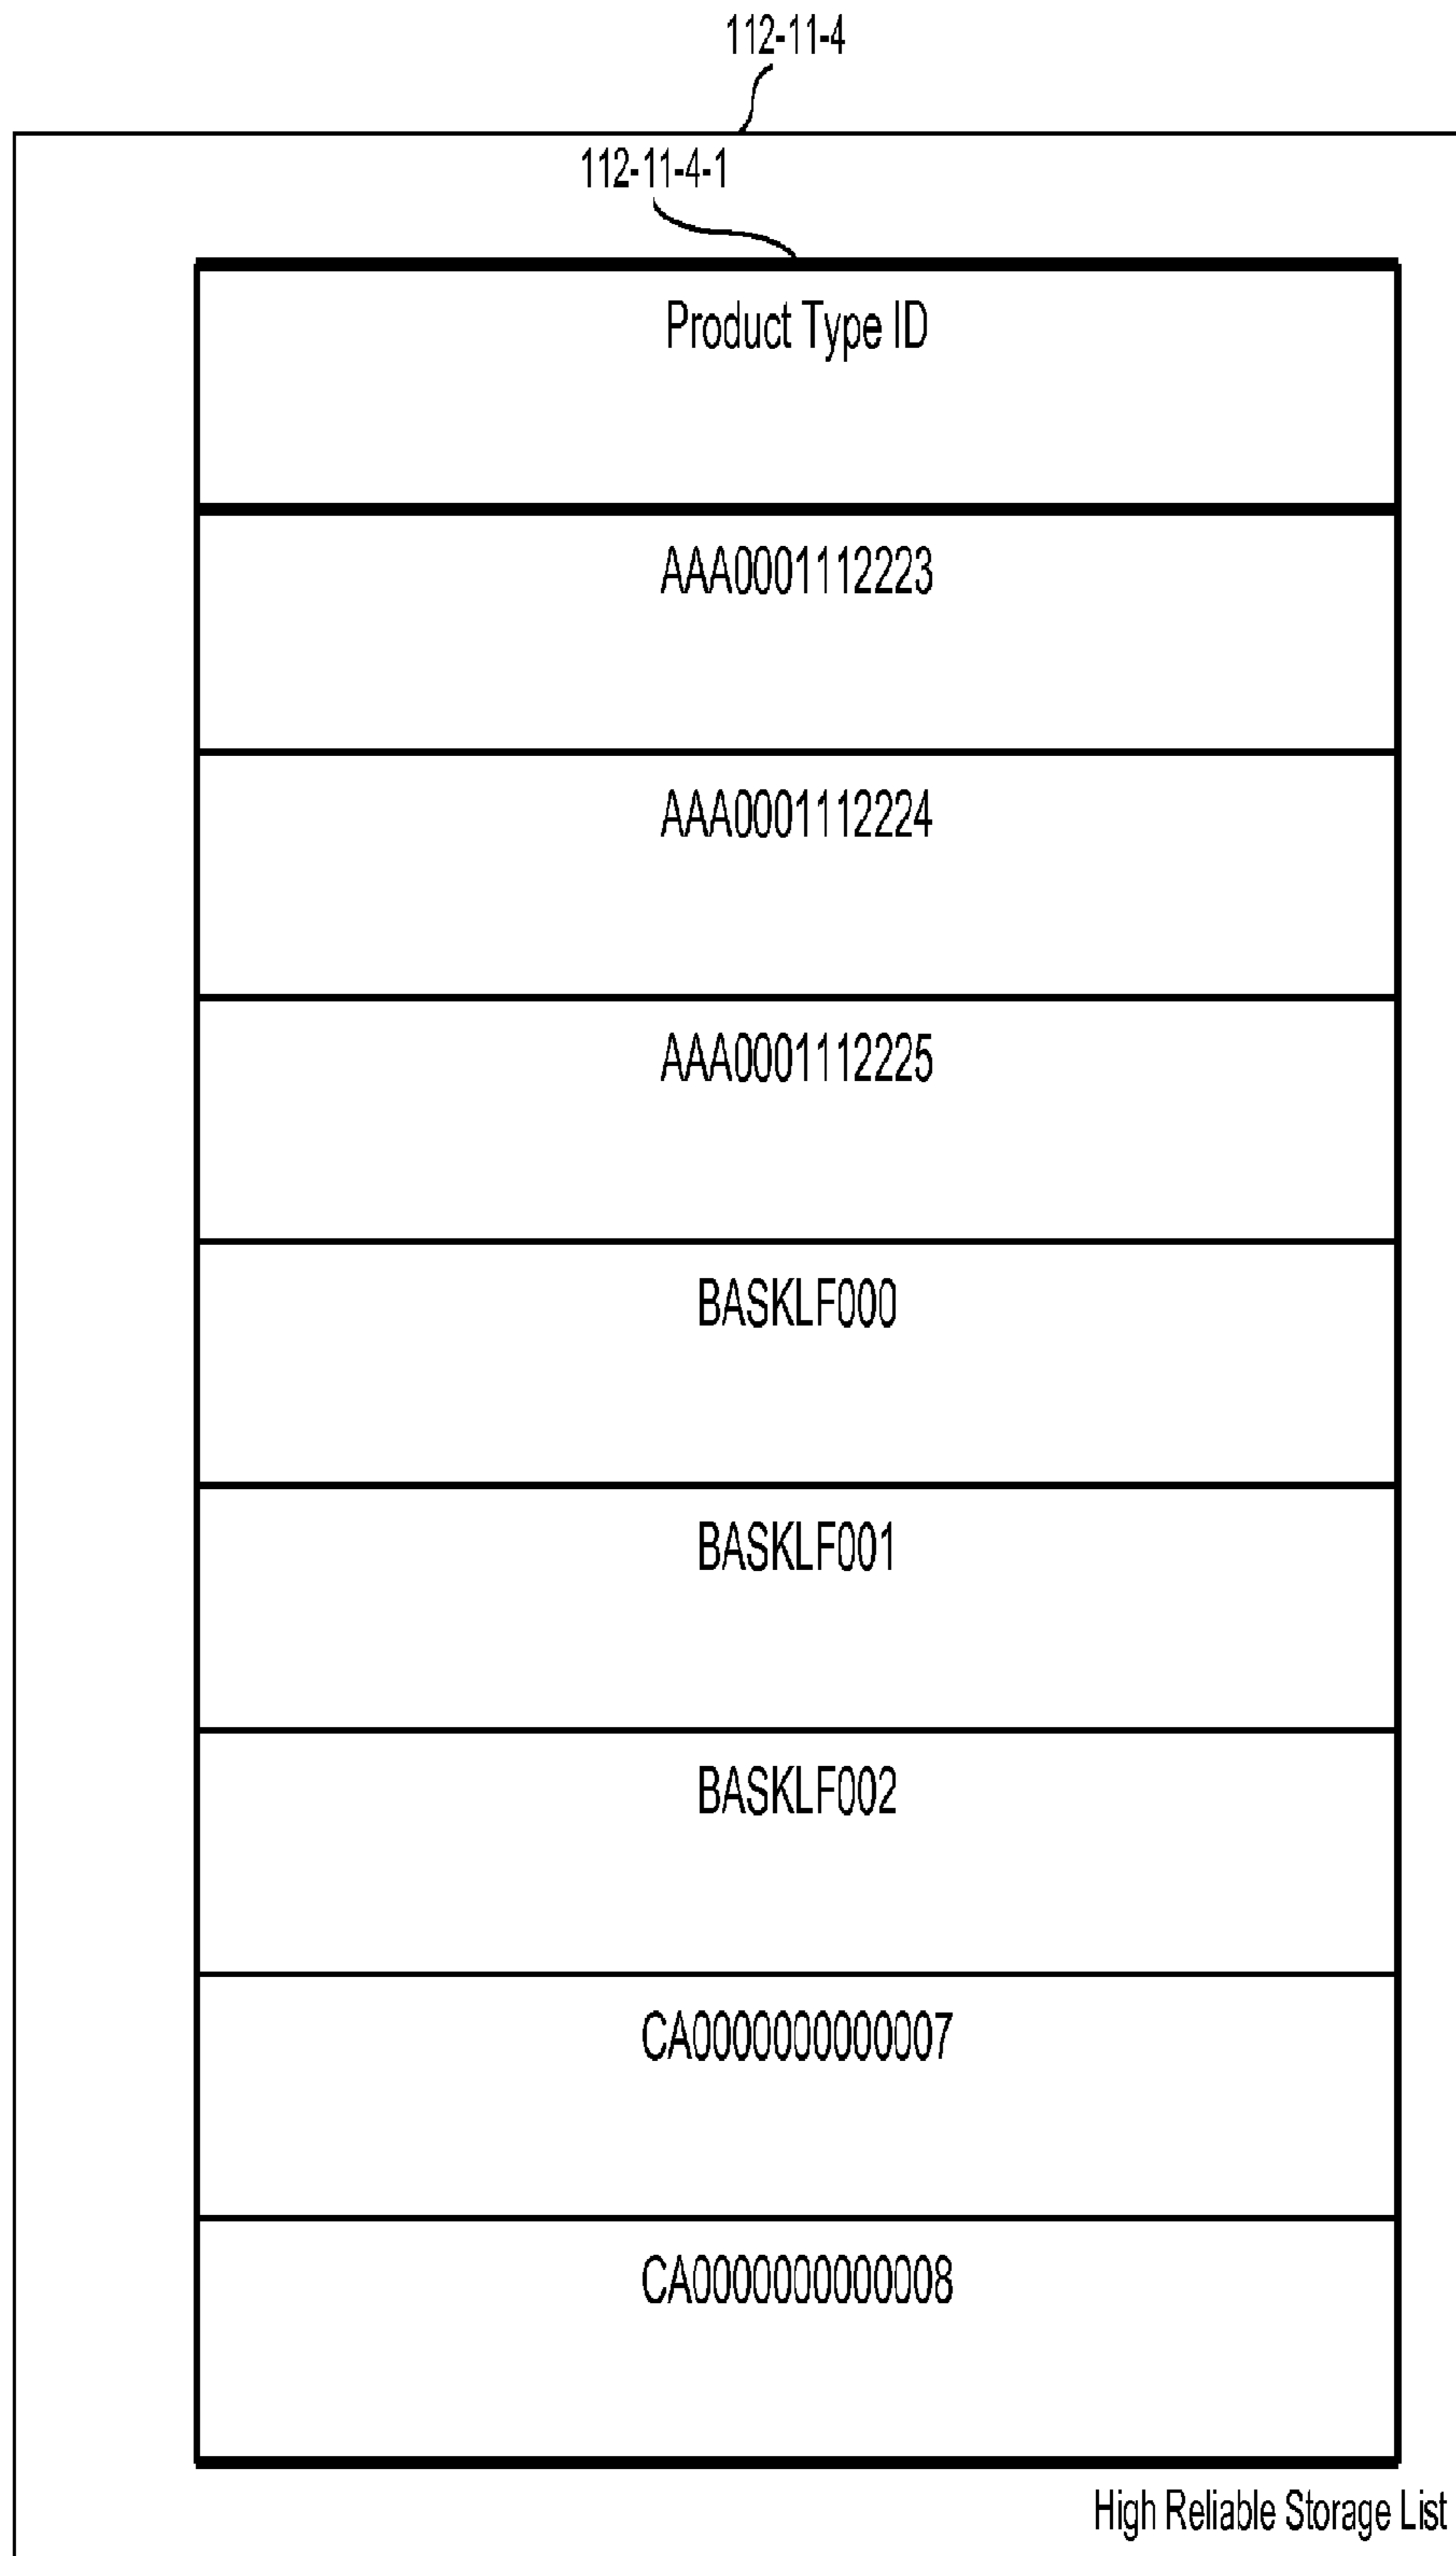 112-11-4
112-11-4-1
Product Type ID
AAA0001112223
AAA0001112224
AAA0001112225
BASKLF000
BASKLF001
BASKLF002
CA0000000000007
CA0000000000008
High Reliable Storage List